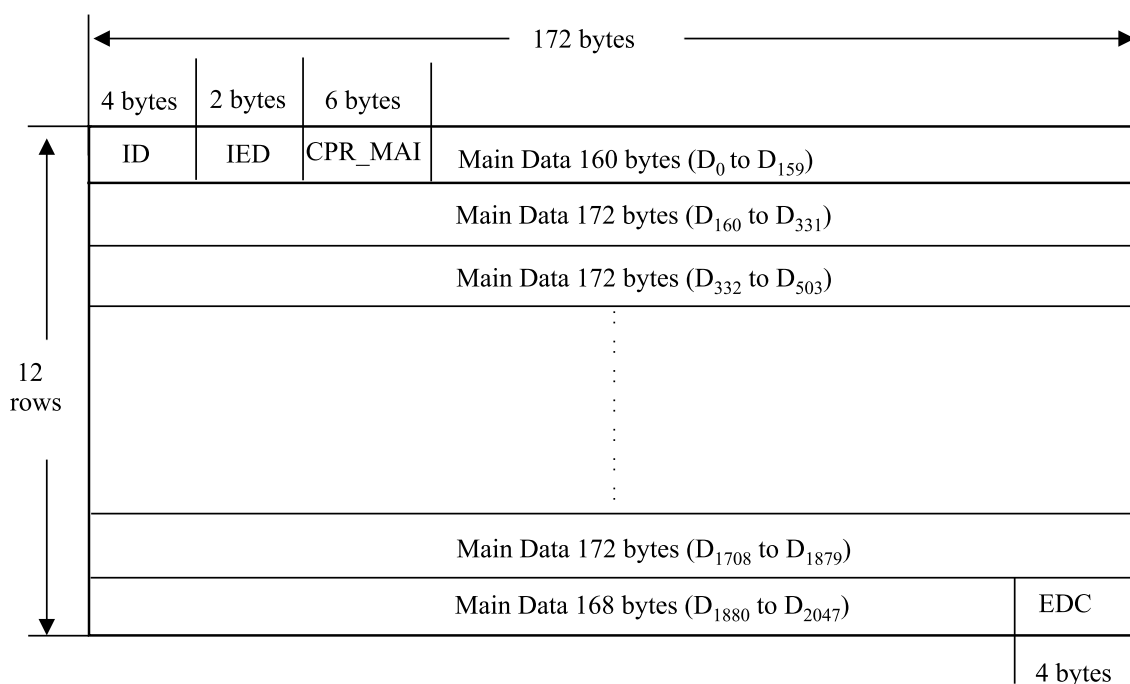 172 bytes
4 bytes 2 bytes 6 bytes
ID IED CPR_MAI Main Data 160 bytes (D0 to D159)
Main Data 172 bytes (D160 to D331)
Main Data 172 bytes (D332 to D503)
12
rows
Main Data 172 bytes (D1708 to D1879)
Main Data 168 bytes (D1880 to D2047) EDC
4 bytes